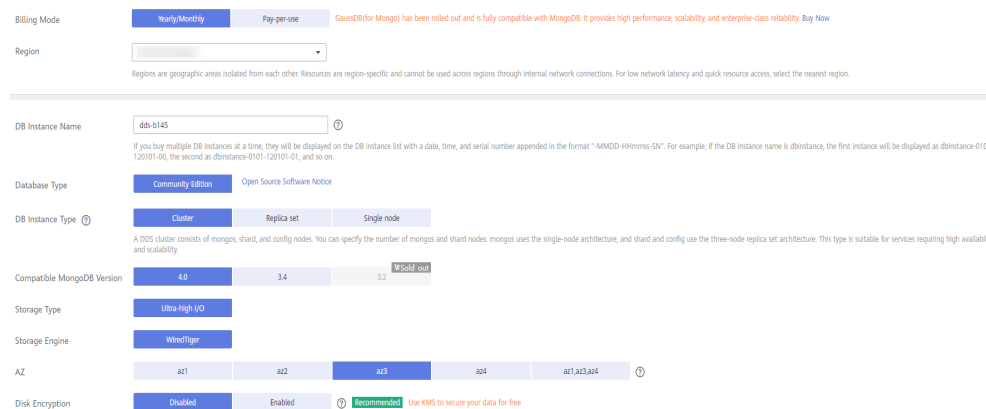 Billing Mode Yearly/Monthly Pay-per-use GaussDB(for Mongo) has been rolled out and is fully compatible with MongoDB. It provides high performance, scalability, and enterprise-class reliability. Buy Now
Region
Regions are geographic areas isolated from each other. Resources are region-specific and cannot be used across regions through internal network connections. For low network latency and quick resource access, select the nearest region.
DB Instance Name dds-b145 ?
If you buy multiple DB instances at a time, they will be displayed on the DB instance list with a date, time, and serial number appended in the format "-MMDD-HHmmss-SN". For example, if the DB instance name is dbinstance, the first instance will be displayed as dbinstance-010
120101-00, the second as dbinstance-0101-120101-01, and so on.
Database Type Community Edition Open Source Software Notice
DB Instance Type ? Cluster Replica set Single node
A DDS cluster consists of mongos, shard, and config nodes. You can specify the number of mongos and shard nodes. mongos uses the single-node architecture, and shard and config use the three-node replica set architecture. This type is suitable for services requiring high availabil
and scalability.
Sold out
Compatible MongoDB Version 4.0 3.4 3.2
Storage Type Ultra-high I/O
Storage Engine WiredTiger
AZ az1 az2 az3 az4 az1,az3,az4 ?
Disk Encryption Disabled Enabled ? Recommended Use KMS to secure your data for free